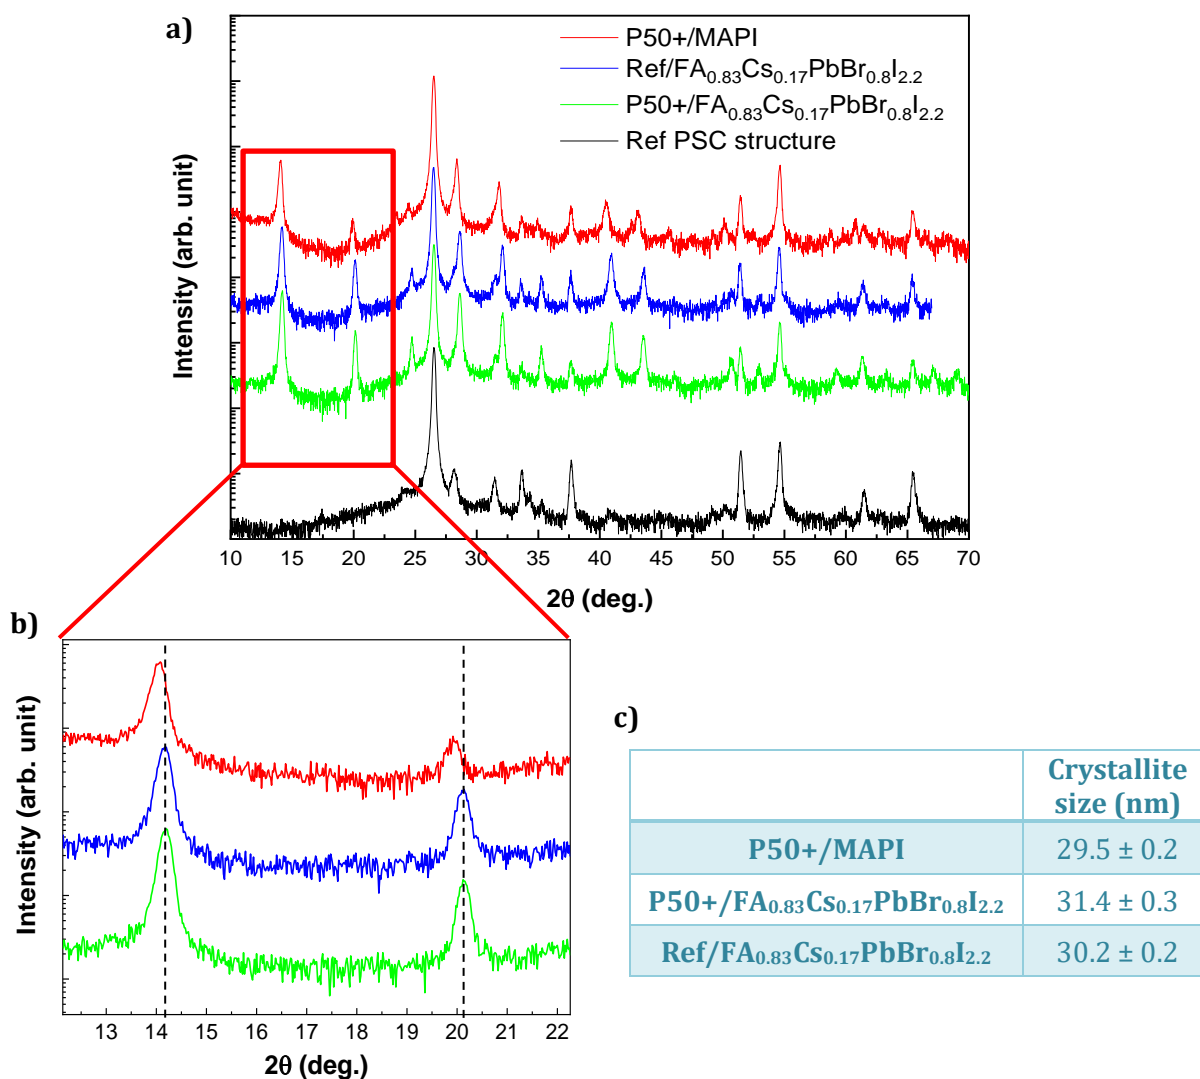 a)
P50+/MAPI
Ref/FA0.83Cs0.17PbBr0.8I2.2
P50+/FA0.83Cs0.17PbBr0.8I2.2
Ref PSC structure
Intensity (arb. unit)
10 15 20 25 30 35 40 45 50 55 60 65 70
2θ (deg.)
b)
Intensity (arb. unit)
13 14 15 16 17 18 19 20 21 22
2θ (deg.)
c)
Crystallite
size (nm)
P50+/MAPI 29.5 ± 0.2
P50+/FA0.83Cs0.17PbBr0.8I2.2 31.4 ± 0.3
Ref/FA0.83Cs0.17PbBr0.8I2.2 30.2 ± 0.2